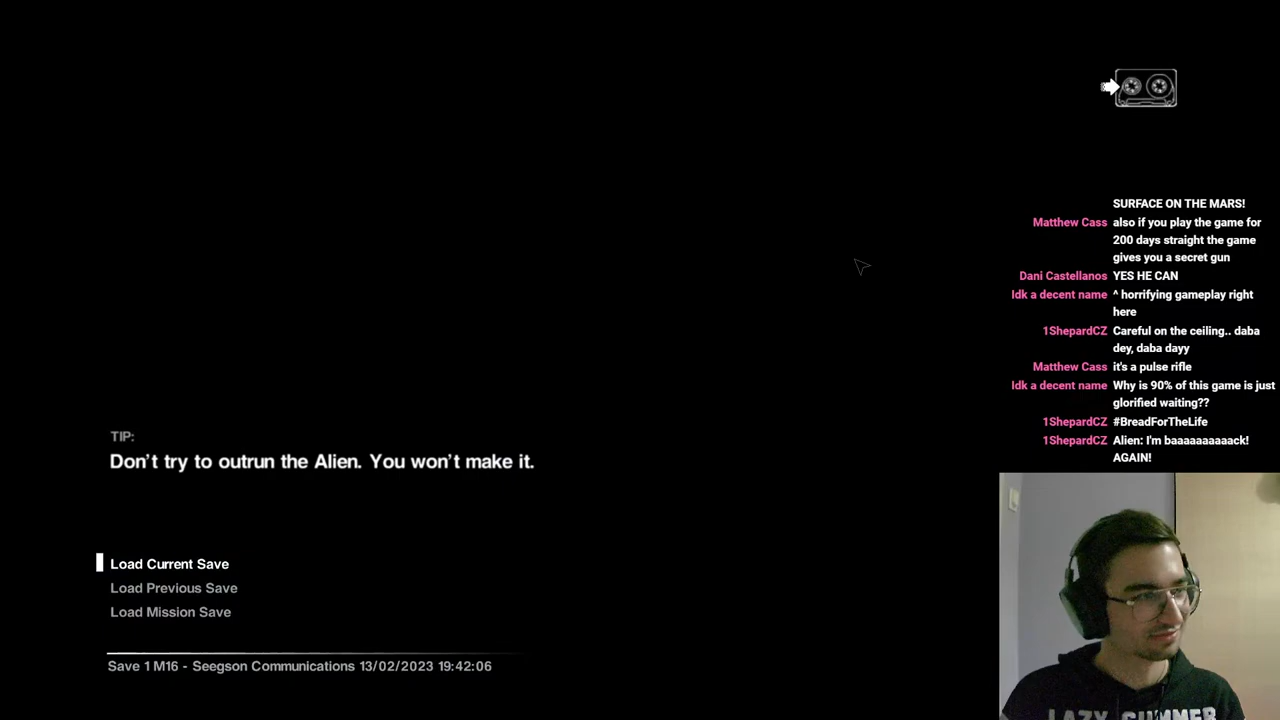 SURFACE ON THE MARS!
Matthew Cass also if you play the game for
200 days straight the game
gives you a secret gun
Dani Castellanos YES HE CAN
Idk a decent name ^ horrifying gameplay right
here
1ShepardCZ Careful on the ceiling.. daba
dey, daba dayy
Matthew Cass it's a pulse rifle
Idk a decent name Why is 90% of this game is just
glorified waiting??
1ShepardCZ #BreadForTheLife
1ShepardCZ Alien: I'm baaaaaaaaaack!
AGAIN!
TIP:
Don't try to outrun the Alien. You won't make it.
Load Current Save
Load Previous Save
Load Mission Save
Save 1 M16 - Seegson Communications 13/02/2023 19:42:06
LAZY SUMMER